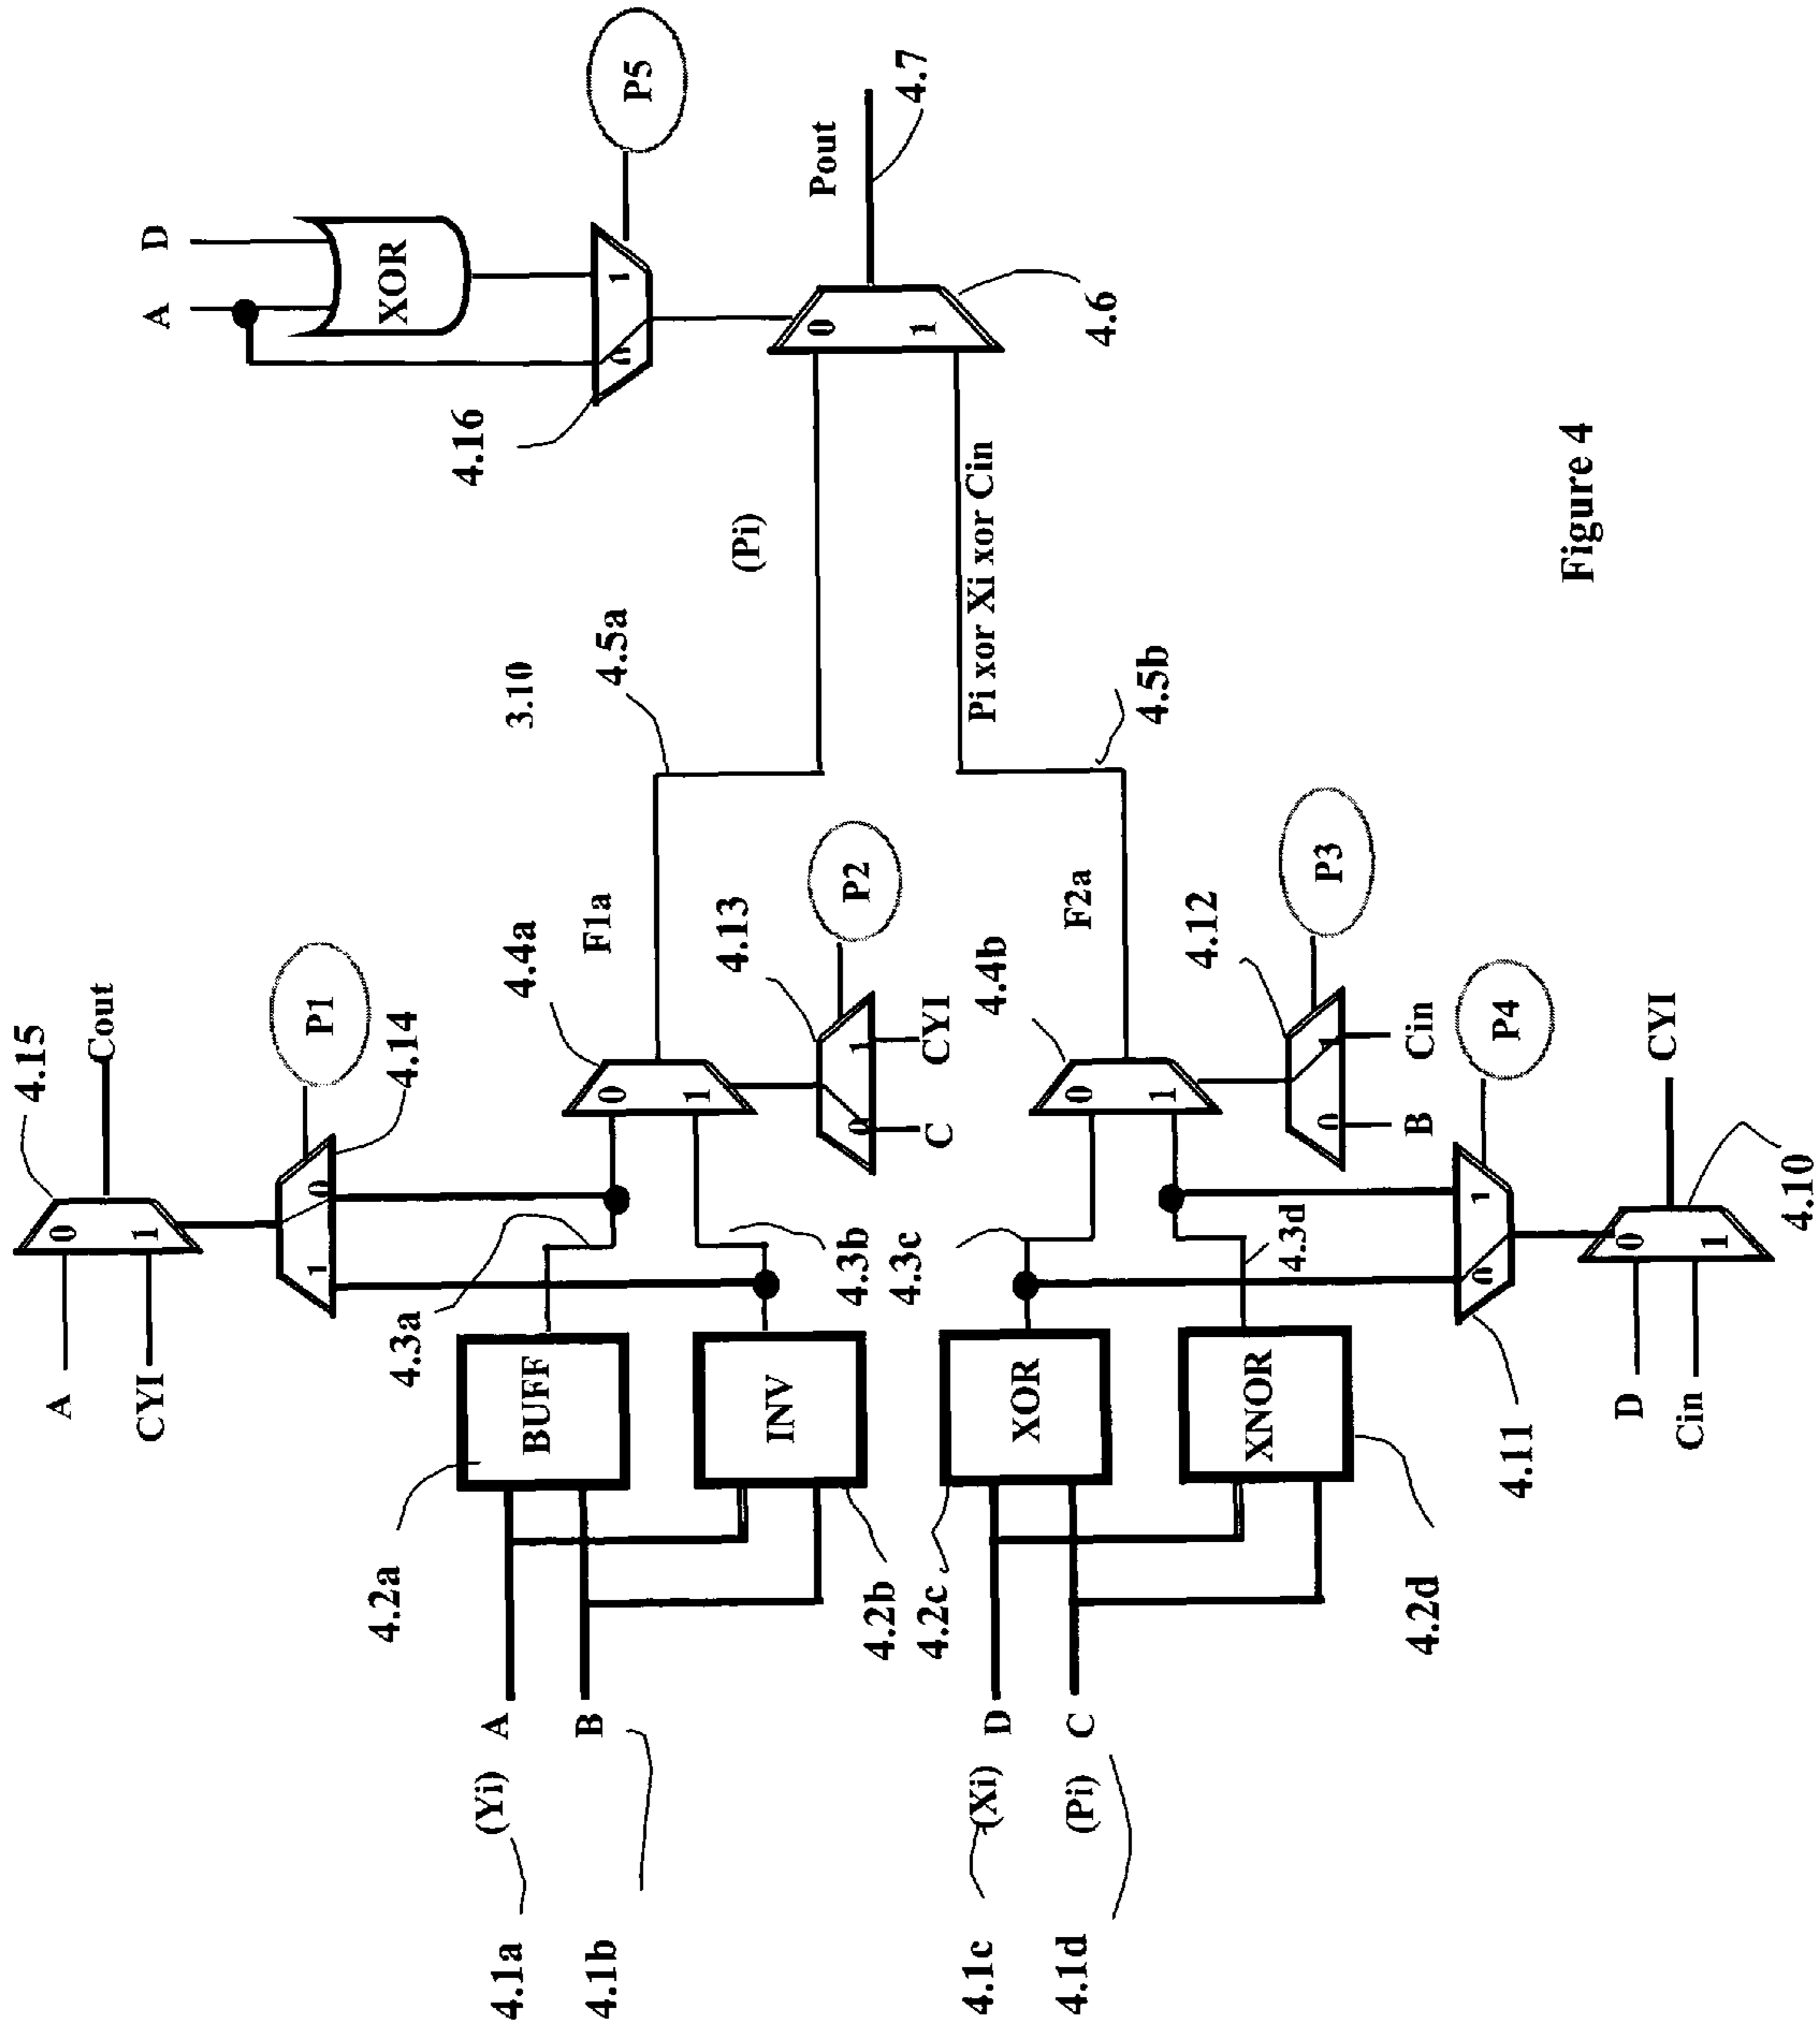 4.15
A
0
Cout
CYI
1
P1
1
0
4.14
A
D
XOR
P5
4.16
0
1
4.3a
4.4a
3.10
4.5a
F1a
0
1
(Pi)
Pout
0
1
4.7
4.6
4.1a
(Yi)
A
4.2a
BUFF
4.1b
B
INV
4.2b
4.3b
4.13
P2
0
1
C
CYI
4.1c
(Xi)
D
4.2c
XOR
4.3c
4.4b
F2a
0
1
Pi xor Xi xor Cin
4.5b
4.1d
(Pi)
C
XNOR
4.2d
4.3d
4.12
P3
0
1
B
Cin
4.11
0
1
P4
D
0
CYI
Cin
1
4.10
Figure 4